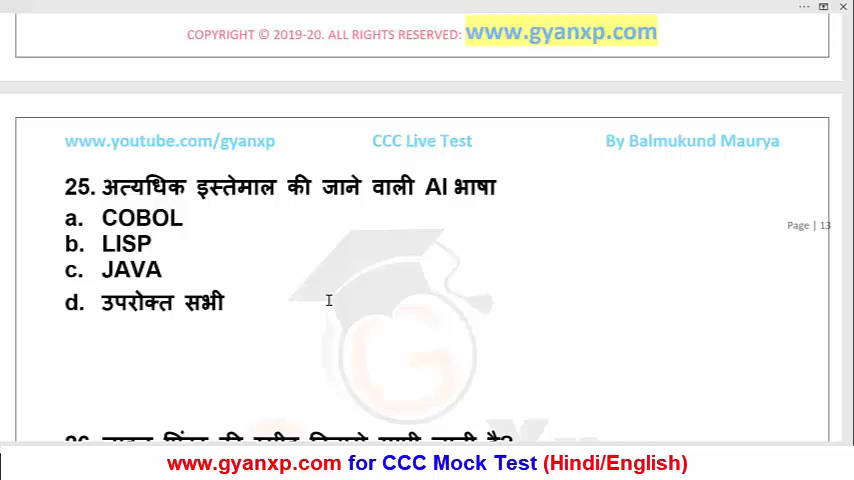 COPYRIGHT © 2019-20. ALL RIGHTS RESERVED: www.gyanxp.com
www.youtube.com/gyanxp CCC Live Test By Balmukund Maurya
25. अत्यधिक इस्तेमाल की जाने वाली AI भाषा
a. COBOL
Page | 13
b. LISP
c. JAVA
d. उपरोक्त सभी
www.gyanxp.com for CCC Mock Test (Hindi/English)